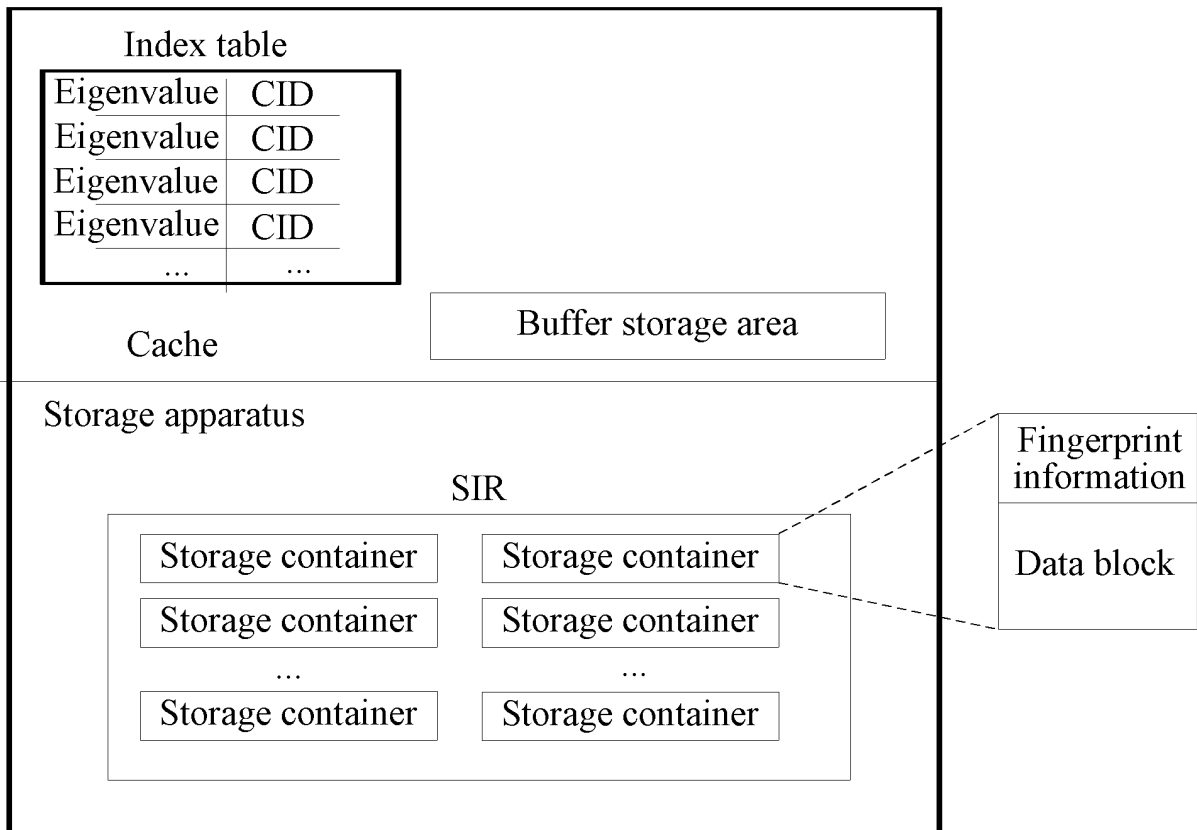 Index table
Eigenvalue CID
Eigenvalue CID
Eigenvalue CID
Eigenvalue CID
... ...
Buffer storage area
Cache
Storage apparatus
Fingerprint
information
Data block
SIR
Storage container Storage container
Storage container Storage container
... ...
Storage container Storage container